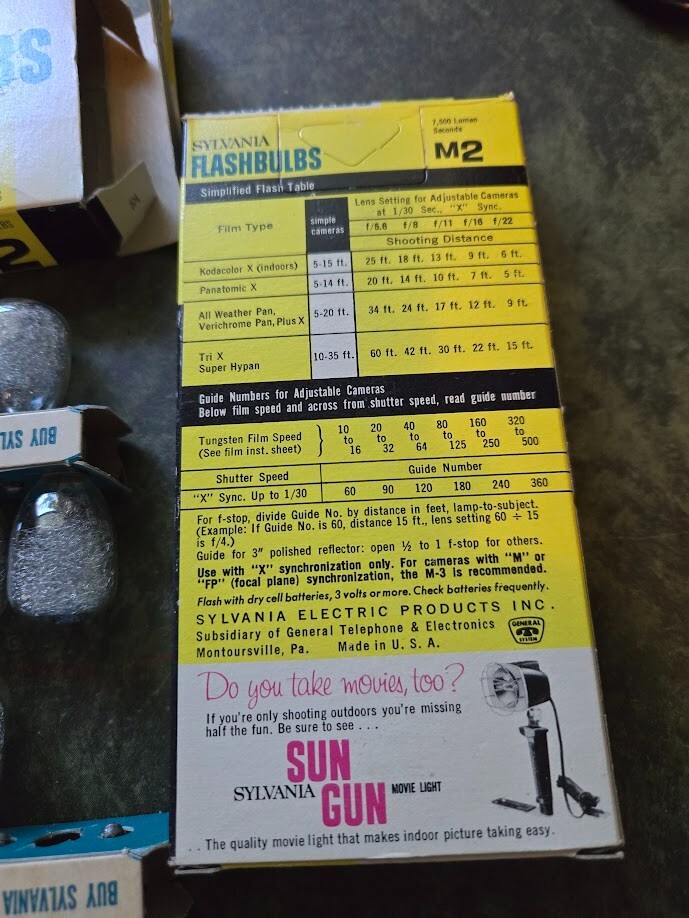 SYLVANIA
FLASHBULBS
7,500 Lumen
Seconds
M2
Simplified Flash Table
Film Type
simple
cameras
Lens Setting for Adjustable Cameras
at 1/30 Sec., "X" Sync.
f/5.6 f/8 f/11 f/16 f/22
Shooting Distance
Kodacolor X (indoors) 5-15 ft. 25 ft. 18 ft. 13 ft. 9 ft. 6 ft.
Panatomic X 5-14 ft. 20 ft. 14 ft. 10 ft. 7 ft. 5 ft.
All Weather Pan,
Verichrome Pan, Plus X 5-20 ft. 34 ft. 24 ft. 17 ft. 12 ft. 9 ft.
Tri X
Super Hypan 10-35 ft. 60 ft. 42 ft. 30 ft. 22 ft. 15 ft.
Guide Numbers for Adjustable Cameras
Below film speed and across from shutter speed, read guide number
Tungsten Film Speed
(See film inst. sheet)
10 20 40 80 160 320
to to to to to to
16 32 64 125 250 500
Shutter Speed Guide Number
"X" Sync. Up to 1/30 60 90 120 180 240 360
For f-stop, divide Guide No. by distance in feet, lamp-to-subject.
(Example: If Guide No. is 60, distance 15 ft., lens setting 60 ÷ 15
is f/4.)
Guide for 3" polished reflector: open ½ to 1 f-stop for others.
Use with "X" synchronization only. For cameras with "M" or
"FP" (focal plane) synchronization, the M-3 is recommended.
Flash with dry cell batteries, 3 volts or more. Check batteries frequently.
SYLVANIA ELECTRIC PRODUCTS INC.
Subsidiary of General Telephone & Electronics
Montoursville, Pa. Made in U. S. A.
GENERAL
SYSTEM
Do you take movies, too?
If you're only shooting outdoors you're missing
half the fun. Be sure to see . . .
SUN
SYLVANIA GUN MOVIE LIGHT
. . The quality movie light that makes indoor picture taking easy.
BS
2
BUY SYL
BUY SYLVANIA